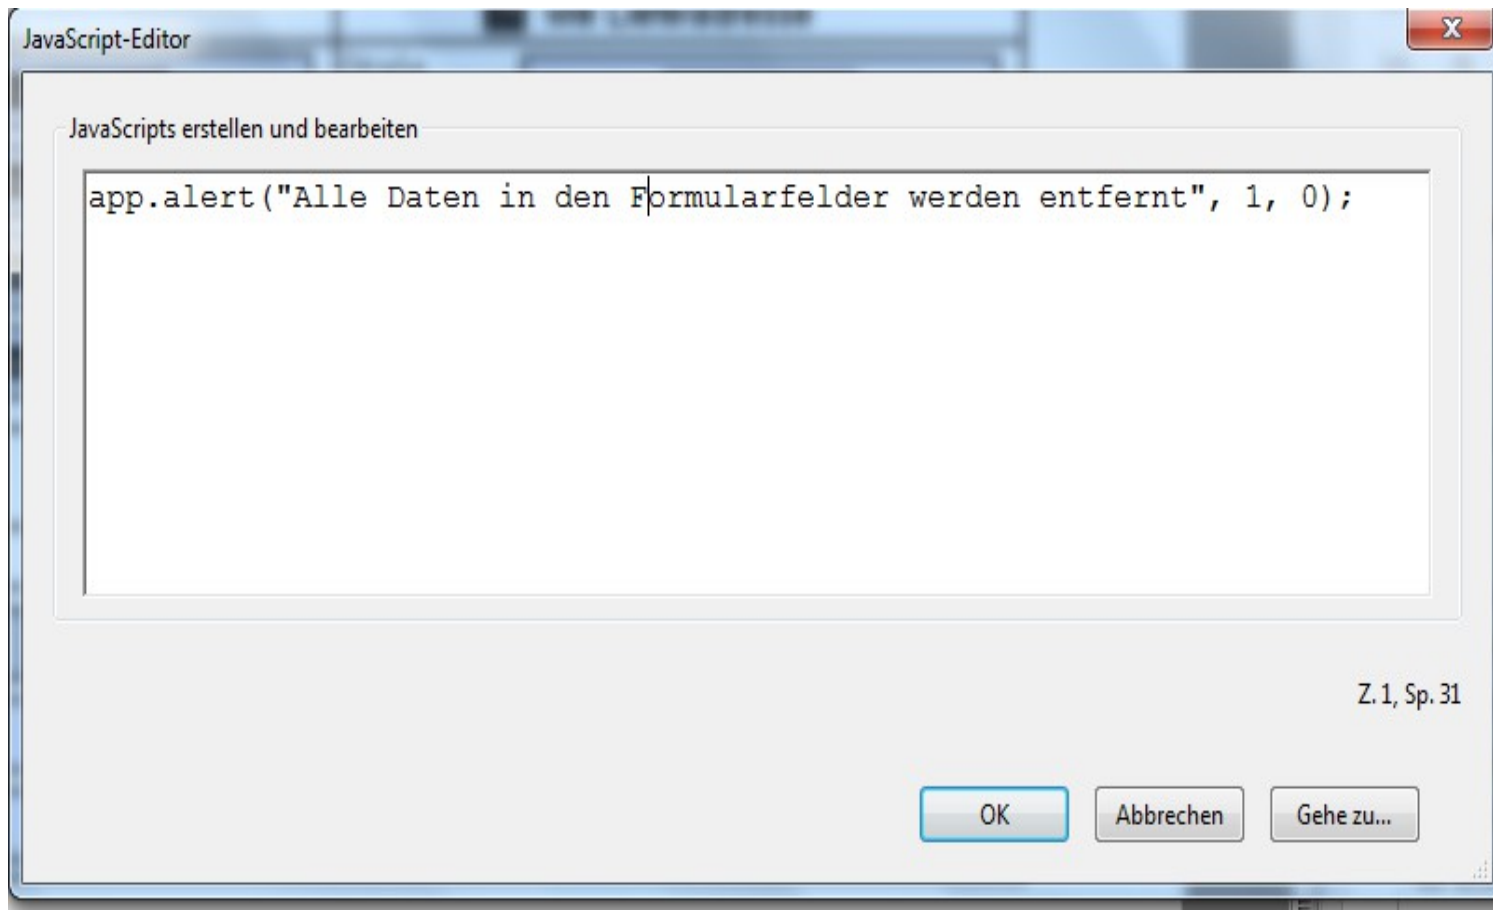 JavaScript-Editor
JavaScripts erstellen und bearbeiten
app.alert("Alle Daten in den Formularfelder werden entfernt", 1, 0);
Z. 1, Sp. 31
OK Abbrechen Gehe zu...